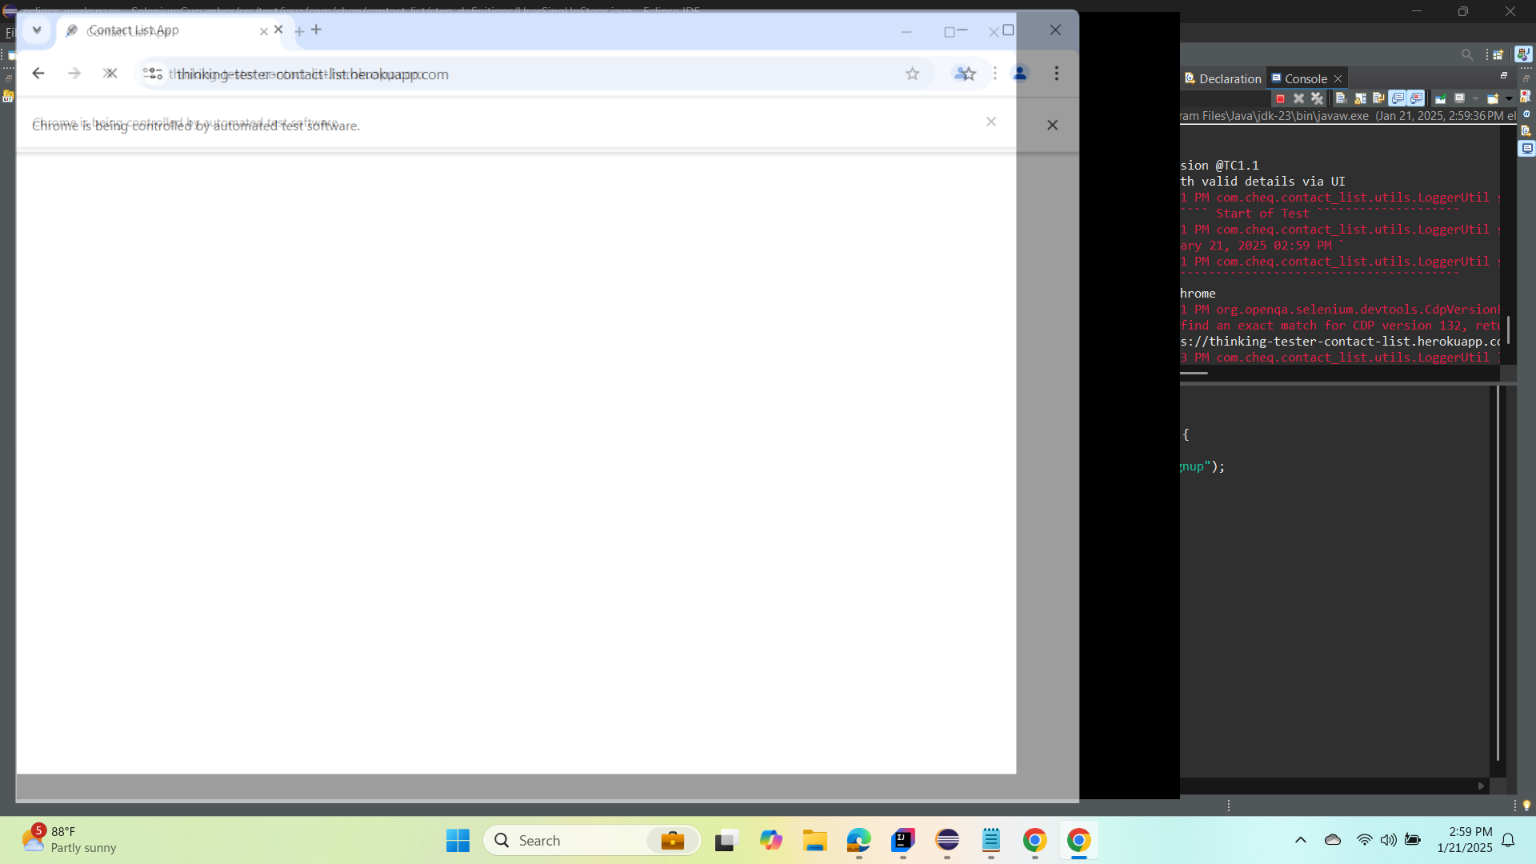 Contact List App
thinking-tester-contact-list.herokuapp.com
Chrome is being controlled by automated test software.
Declaration
Console
ram Files\Java\jdk-23\bin\javaw.exe (Jan 21, 2025, 2:59:36 PM el
sion @TC1.1
th valid details via UI
1 PM com.cheq.contact_list.utils.LoggerUtil s
Start of Test
1 PM com.cheq.contact_list.utils.LoggerUtil s
ary 21, 2025 02:59 PM `
1 PM com.cheq.contact_list.utils.LoggerUtil s
hrome
1 PM org.openqa.selenium.devtools.CdpVersion
find an exact match for CDP version 132, retu
s://thinking-tester-contact-list.herokuapp.co
3 PM com.cheq.contact_list.utils.LoggerUtil
{
gnup");
5
88°F
Partly sunny
Search
2:59 PM
1/21/2025